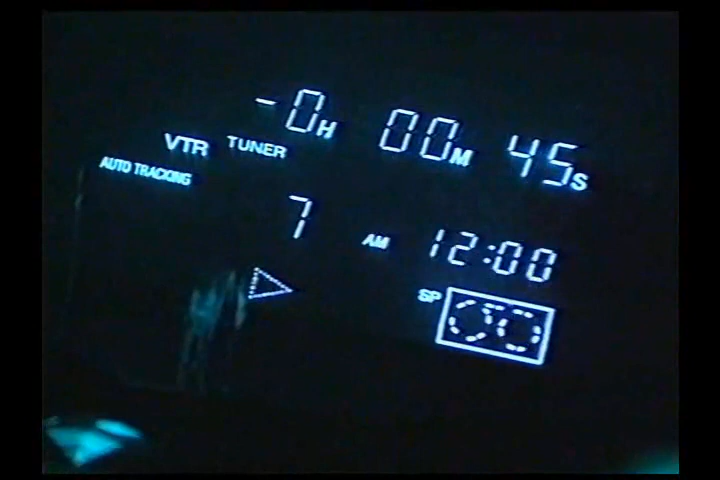 -0H 00M 45S
VTR TUNER
AUTO TRACKING
7 AM 12:00
SP